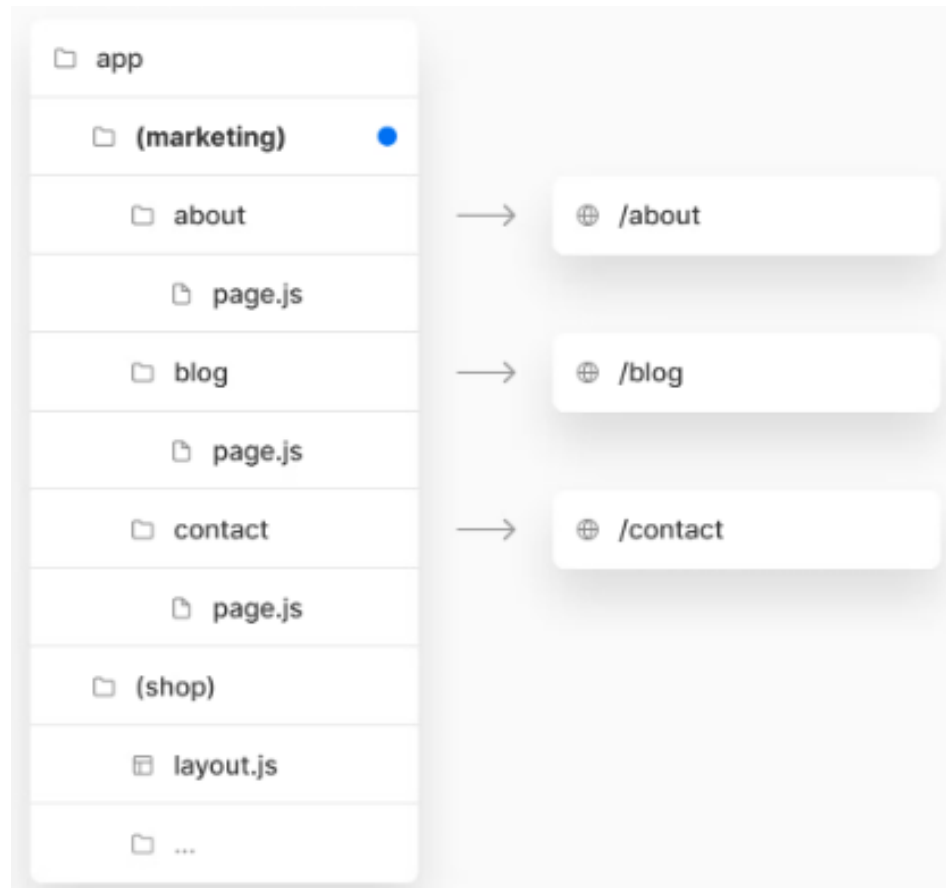 app
(marketing)
about
/about
page.js
blog
/blog
page.js
contact
/contact
page.js
(shop)
layout.js
...